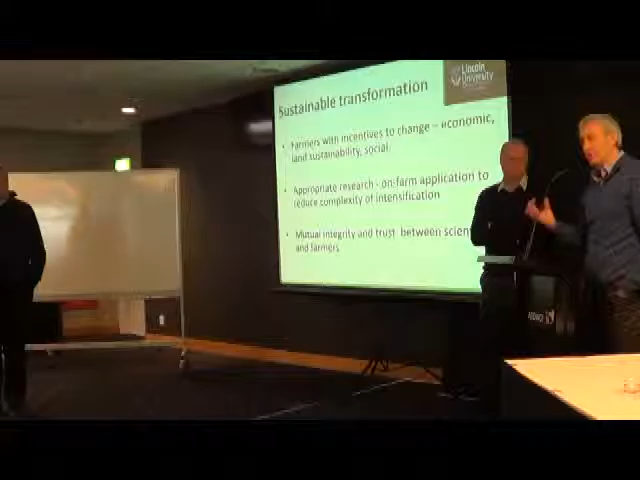 Lincoln
University
Sustainable transformation
• Farmers with incentives to change – economic,
land sustainability, social.
• Appropriate research - on-farm application to
reduce complexity of intensification
• Mutual integrity and trust between scien
and farmers